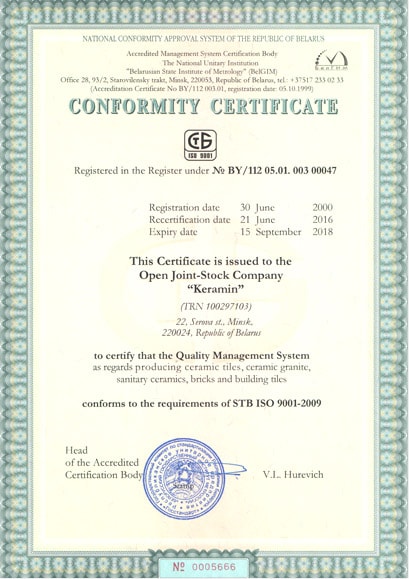 NATIONAL CONFORMITY APPROVAL SYSTEM OF THE REPUBLIC OF BELARUS
Accredited Management System Certification Body
The National Unitary Institution
"Belarussian State Institute of Metrology" (BelGIM)
Office 28, 93/2, Starovilensky trakt, Minsk, 220053, Republic of Belarus, tel.: +37517 233 02 33
(Accreditation Certificate No BY/112 003.01, registration date: 05.10.1999)
CONFORMITY CERTIFICATE
ISO 9001
Registered in the Register under № BY/112 05.01. 003 00047
Registration date 30 June 2000
Recertification date 21 June 2016
Expiry date 15 September 2018
This Certificate is issued to the
Open Joint-Stock Company
“Keramin”
(TRN 100297103)
22, Serova st., Minsk,
220024, Republic of Belarus
to certify that the Quality Management System
as regards producing ceramic tiles, ceramic granite,
sanitary ceramics, bricks and building tiles
conforms to the requirements of STB ISO 9001-2009
Head
of the Accredited
Certification Body
V.L. Hurevich
№ 0005666